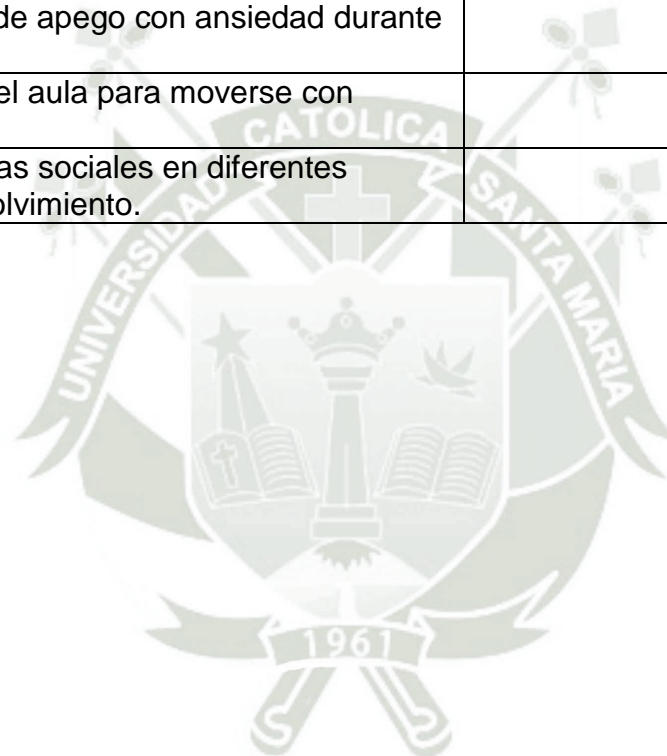 de apego con ansiedad durante
el aula para moverse con
as sociales en diferentes
olvimiento.
UNIVERSIDAD CATOLICA SANTA MARIA
1961